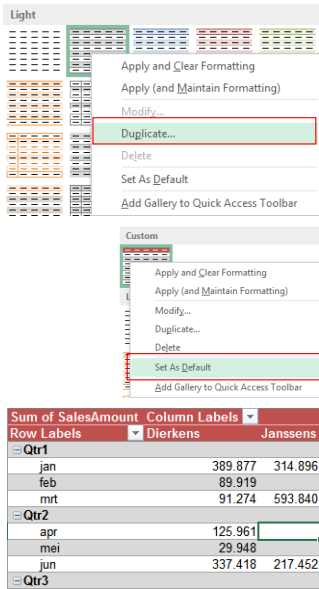 Light
Apply and Clear Formatting
Apply (and Maintain Formatting)
Modify...
Duplicate...
Delete
Set As Default
Add Gallery to Quick Access Toolbar
Custom
Apply and Clear Formatting
Apply (and Maintain Formatting)
L
Modify...
Duplicate...
Delete
Set As Default
Add Gallery to Quick Access Toolbar
Sum of SalesAmount Column Labels
Row Labels Dierkens Janssens
Qtr1
jan 389.877 314.896
feb 89.919
mrt 91.274 593.840
Qtr2
apr 125.961
mei 29.948
jun 337.418 217.452
Qtr3